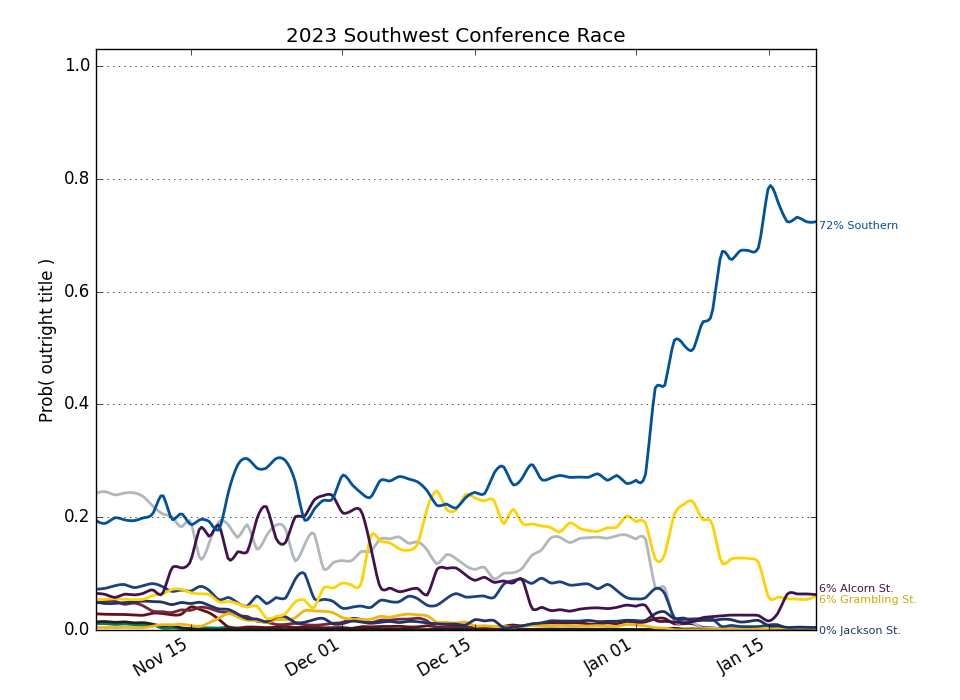 2023 Southwest Conference Race
1.0
0.8
0.6
0.4
0.2
0.0
Prob( outright title )
72% Southern
6% Alcorn St.
6% Grambling St.
0% Jackson St.
Nov 15
Dec 01
Dec 15
Jan 01
Jan 15